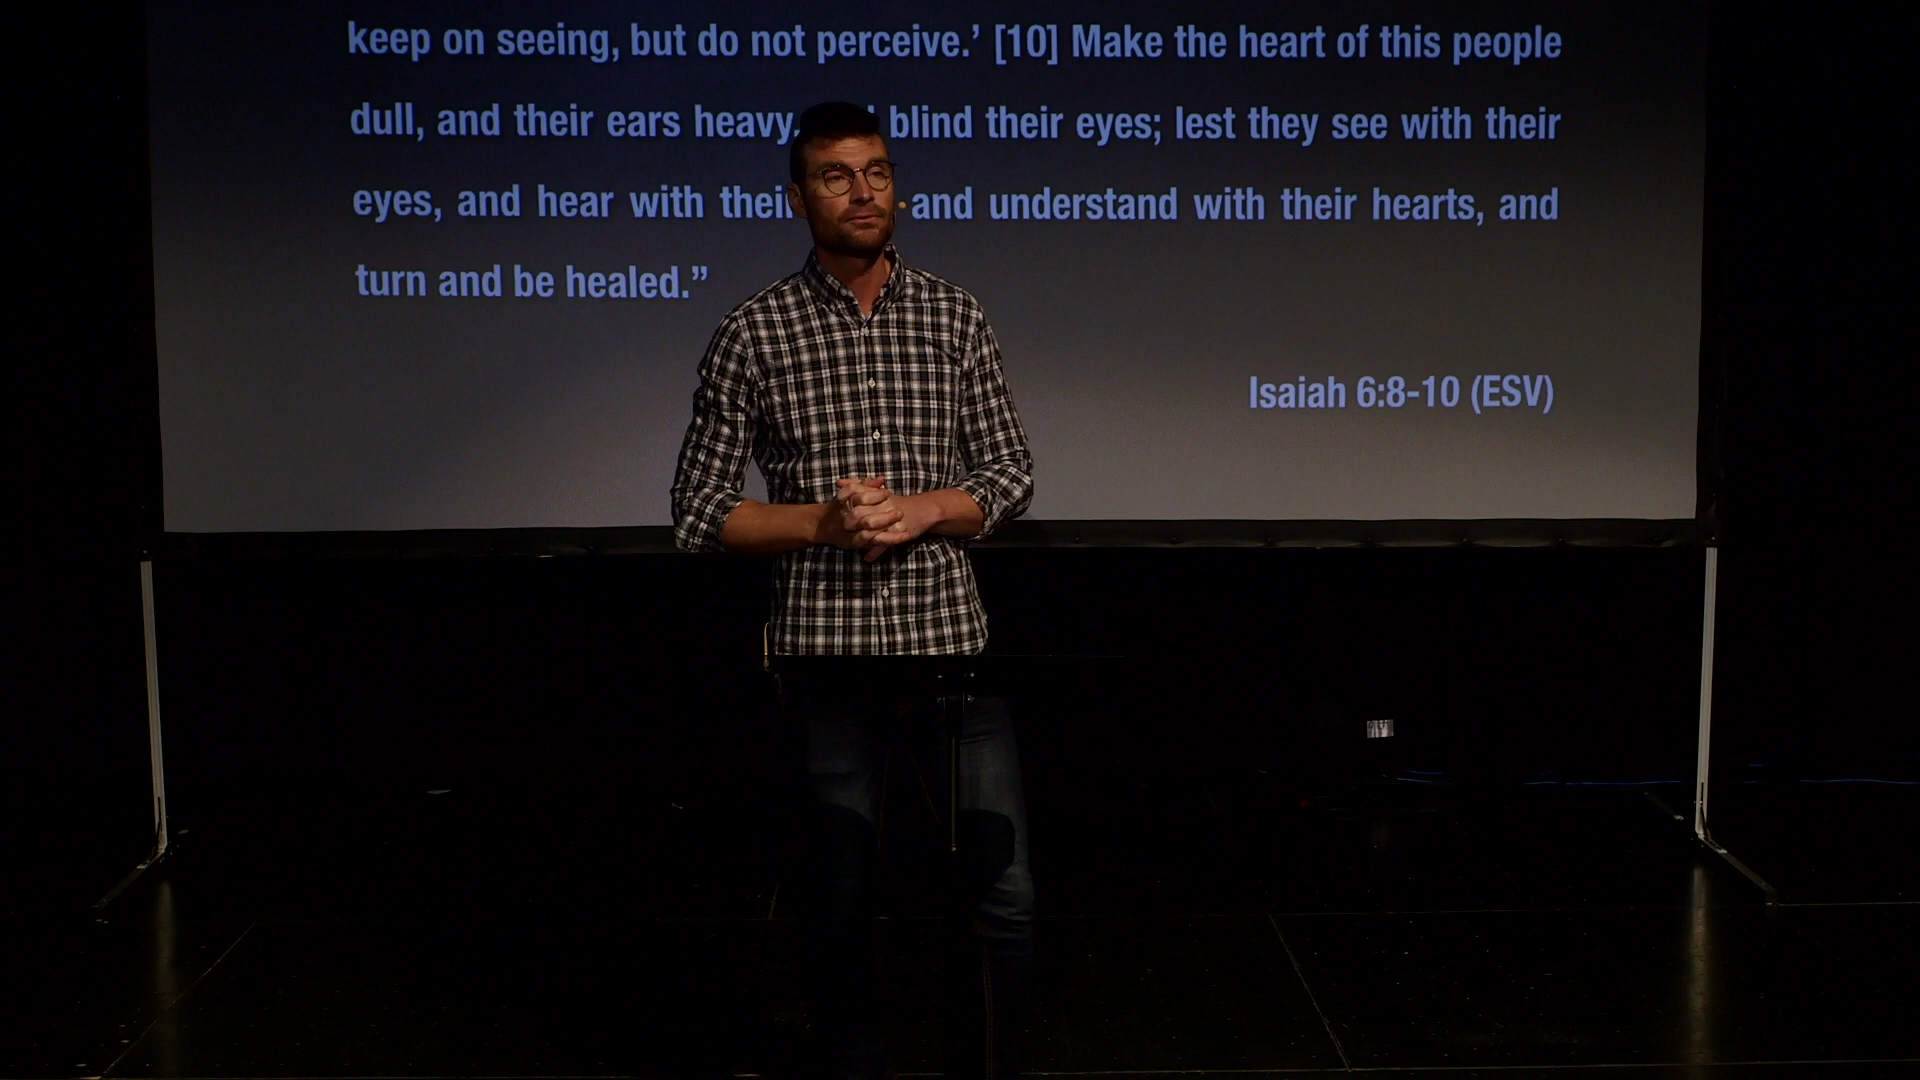 keep on seeing, but do not perceive.’ [10] Make the heart of this people
dull, and their ears heavy, blind their eyes; lest they see with their
eyes, and hear with their and understand with their hearts, and
turn and be healed.”
Isaiah 6:8-10 (ESV)